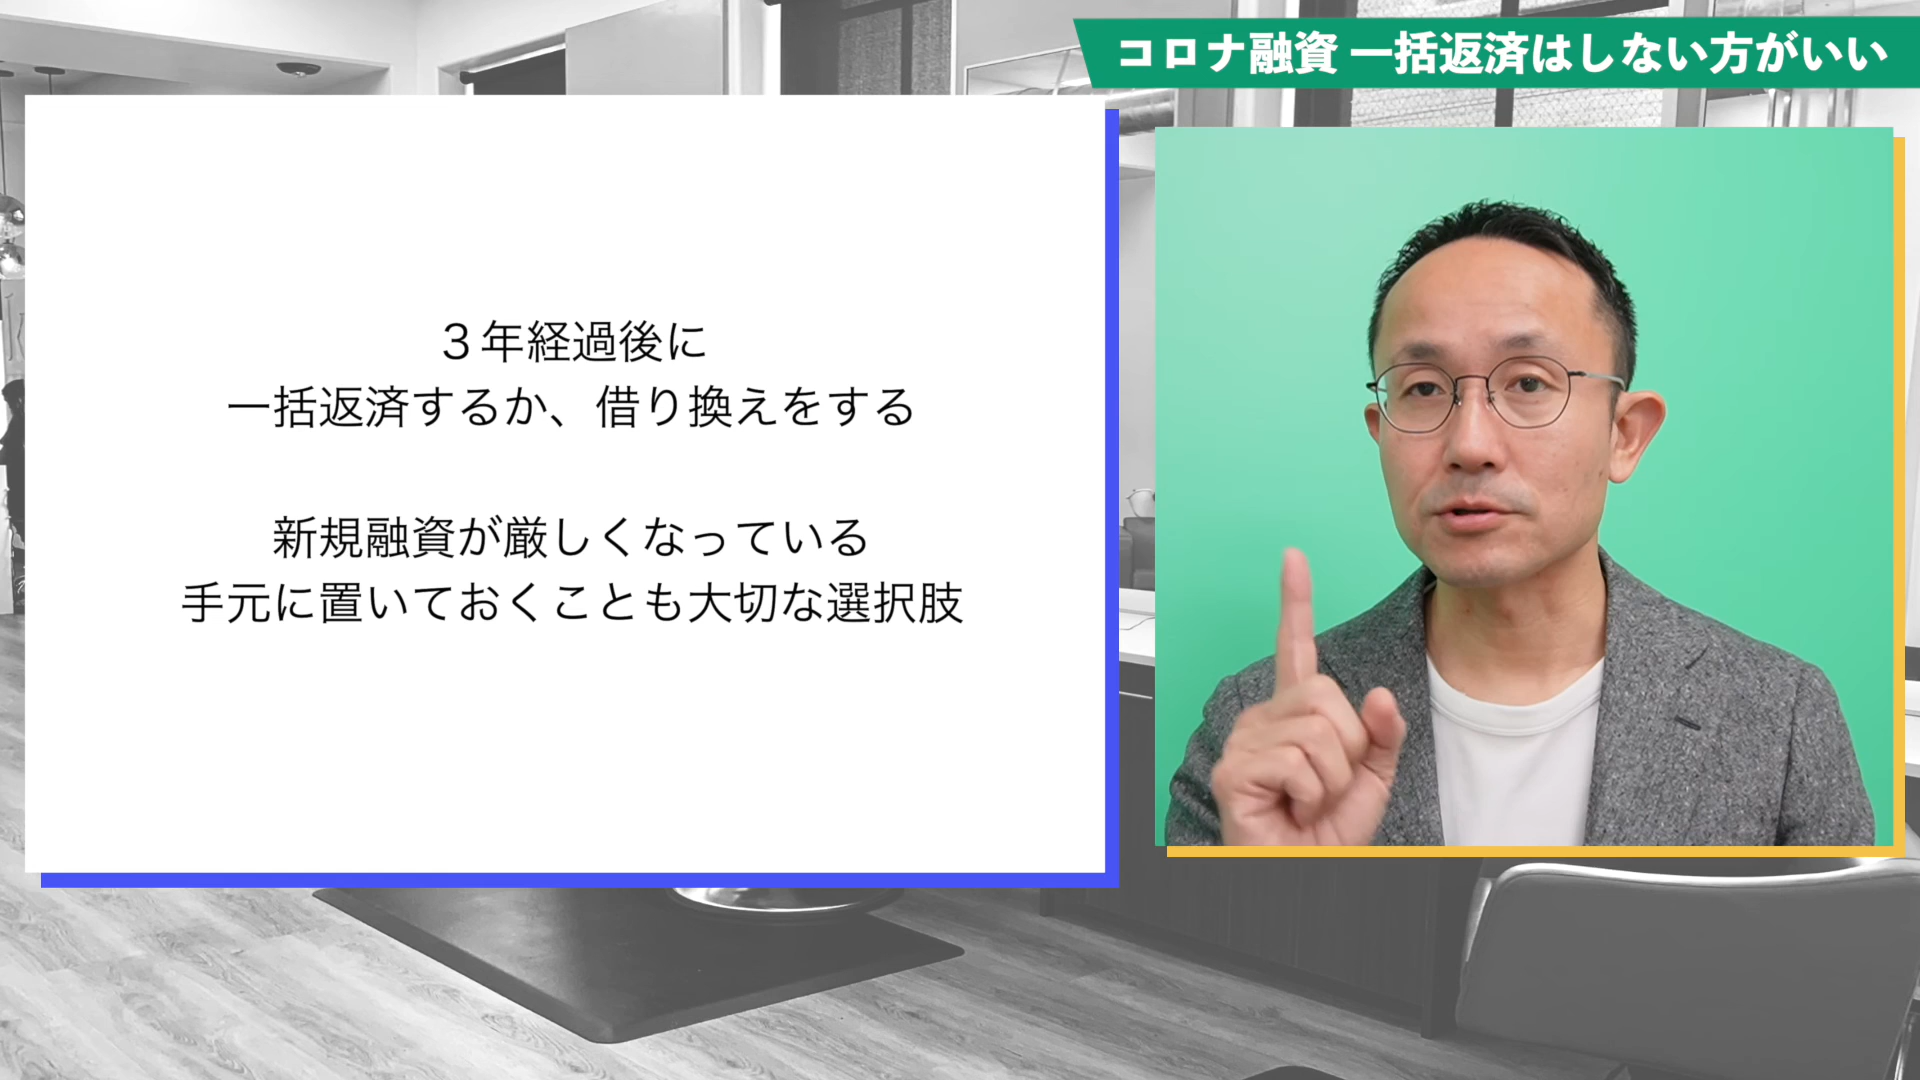 コロナ融資 一括返済はしない方がいい
３年経過後に
一括返済するか、借り換えをする
新規融資が厳しくなっている
手元に置いておくことも大切な選択肢